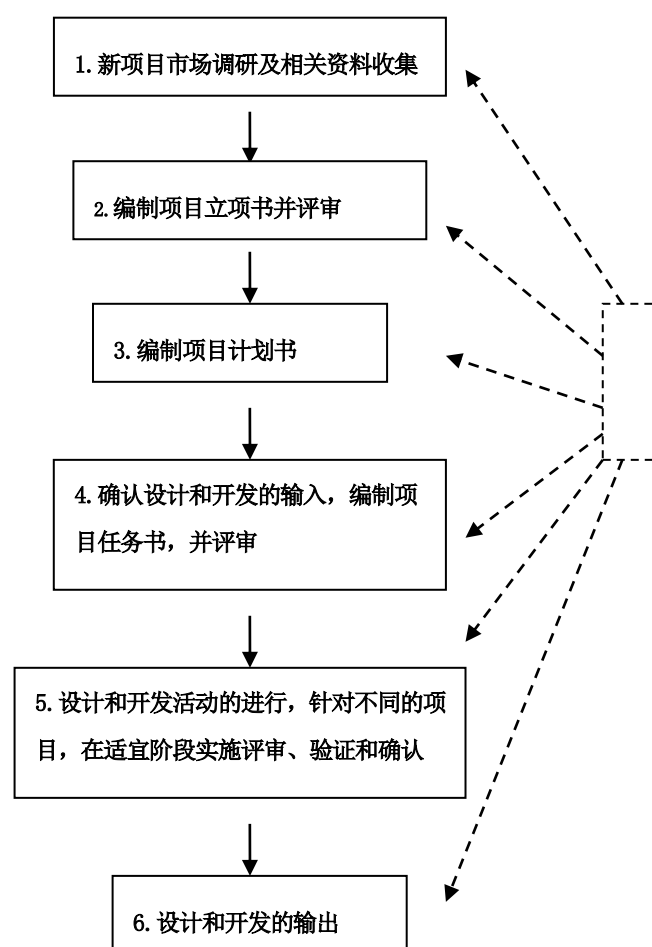 1.新项目市场调研及相关资料收集
2.编制项目立项书并评审
3.编制项目计划书
4.确认设计和开发的输入，编制项
目任务书，并评审
5.设计和开发活动的进行，针对不同的项
目，在适宜阶段实施评审、验证和确认
6.设计和开发的输出